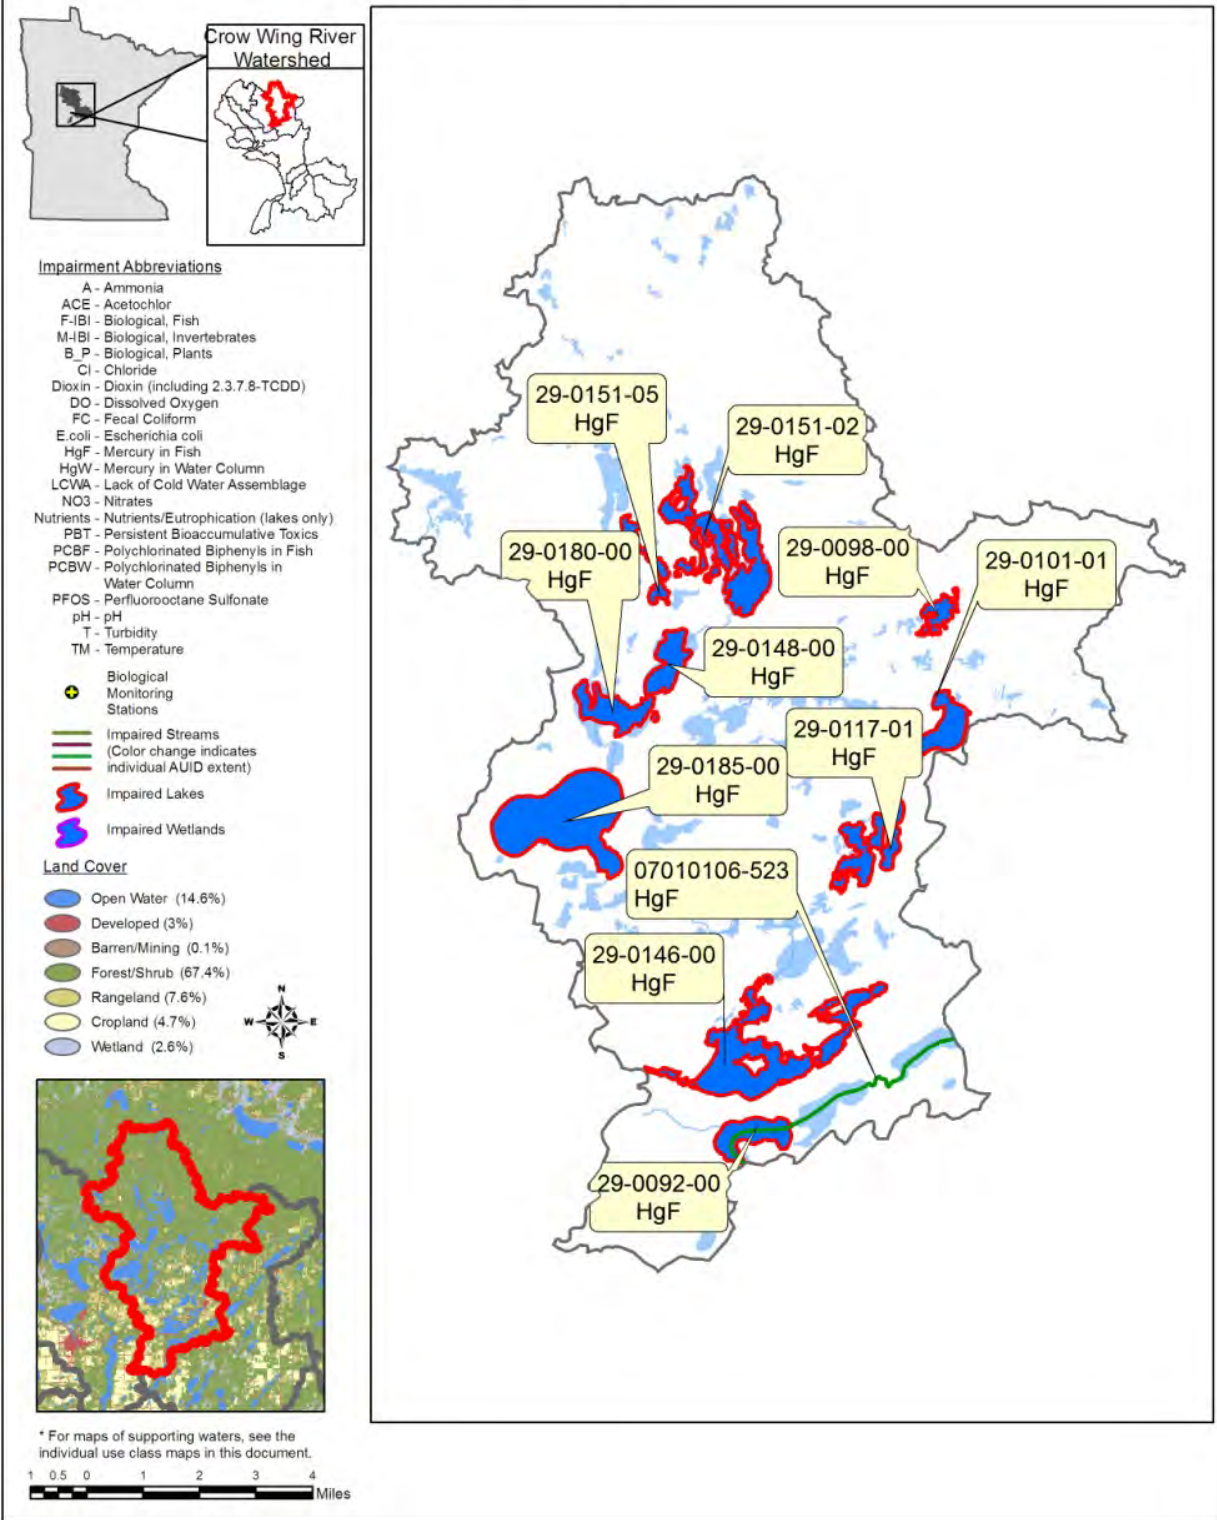 Crow Wing River
Watershed
Impairment Abbreviations
A - Ammonia
ACE - Acetochlor
F-IBI - Biological, Fish
M-IBI - Biological, Invertebrates
B_P - Biological, Plants
Cl - Chloride
Dioxin - Dioxin (including 2.3.7.8-TCDD)
DO - Dissolved Oxygen
FC - Fecal Coliform
E.coli - Escherichia coli
HgF - Mercury in Fish
HgW - Mercury in Water Column
LCWA - Lack of Cold Water Assemblage
NO3 - Nitrates
Nutrients - Nutrients/Eutrophication (lakes only)
PBT - Persistent Bioaccumulative Toxics
PCBF - Polychlorinated Biphenyls in Fish
PCBW - Polychlorinated Biphenyls in
Water Column
PFOS - Perfluorooctane Sulfonate
pH - pH
T - Turbidity
TM - Temperature
Biological
Monitoring
Stations
Impaired Streams
(Color change indicates
individual AUID extent)
Impaired Lakes
Impaired Wetlands
Land Cover
Open Water (14.6%)
Developed (3%)
Barren/Mining (0.1%)
Forest/Shrub (67.4%)
Rangeland (7.6%)
Cropland (4.7%)
Wetland (2.6%)
N
W E
S
* For maps of supporting waters, see the
individual use class maps in this document.
1 0.5 0 1 2 3 4
Miles
29-0151-05
HgF
29-0151-02
HgF
29-0180-00
HgF
29-0098-00
HgF
29-0101-01
HgF
29-0148-00
HgF
29-0117-01
HgF
29-0185-00
HgF
07010106-523
HgF
29-0146-00
HgF
29-0092-00
HgF